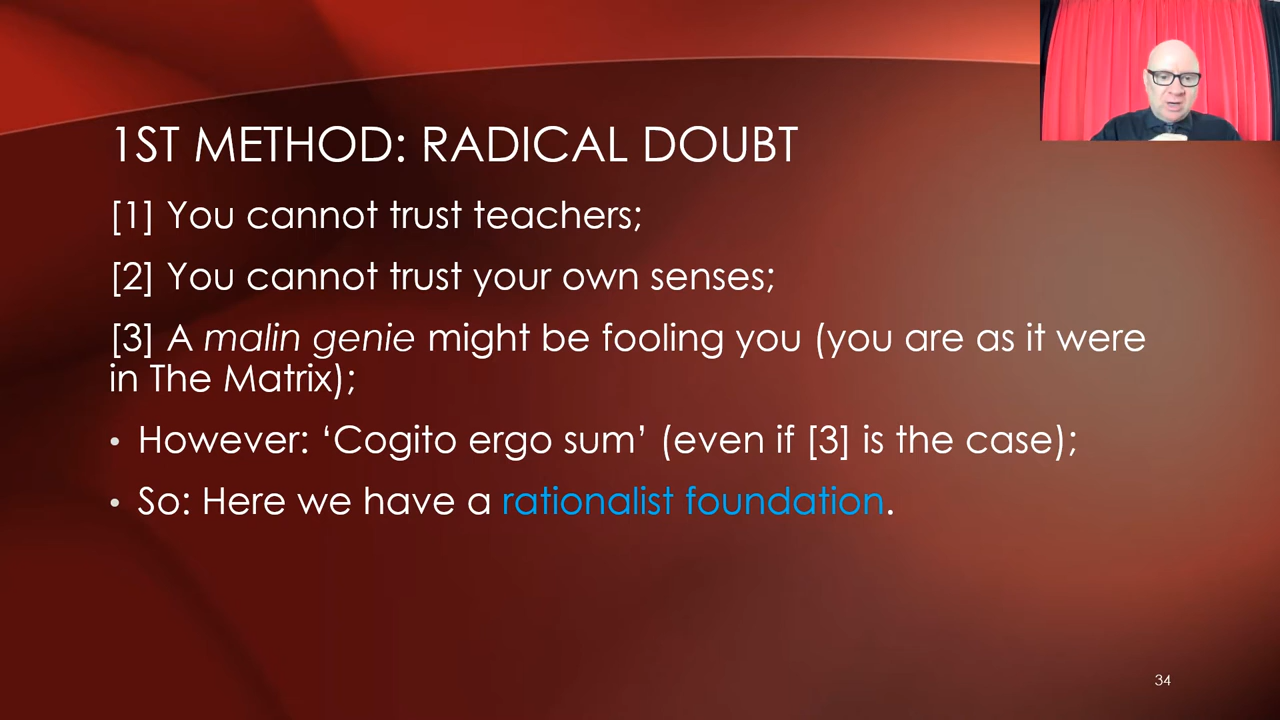 1ST METHOD: RADICAL DOUBT
[1] You cannot trust teachers;
[2] You cannot trust your own senses;
[3] A malin genie might be fooling you (you are as it were
in The Matrix);
• However: ‘Cogito ergo sum’ (even if [3] is the case);
• So: Here we have a rationalist foundation.
34